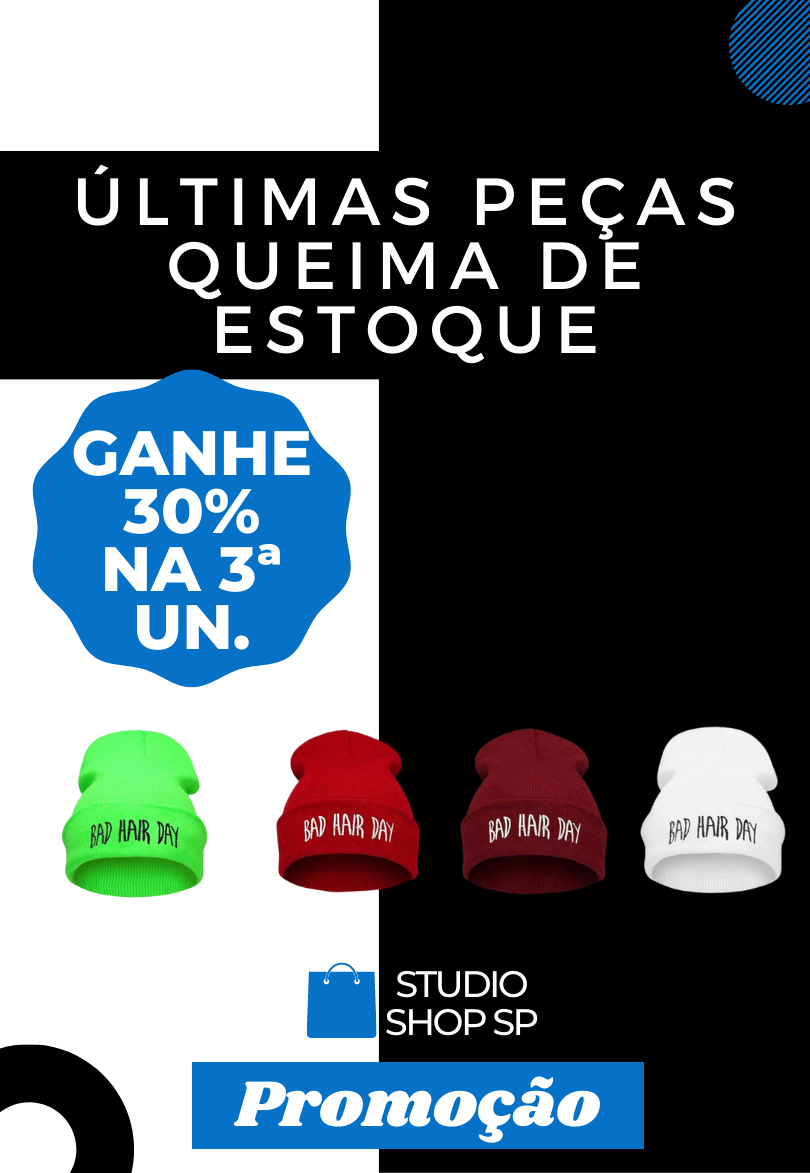 ÚLTIMAS PEÇAS
QUEIMA DE
ESTOQUE
GANHE
30%
NA 3ª
UN.
BAD HAIR DAY
BAD HAIR DAY
BAD HAIR DAY
BAD HAIR DAY
STUDIO
SHOP SP
Promoção